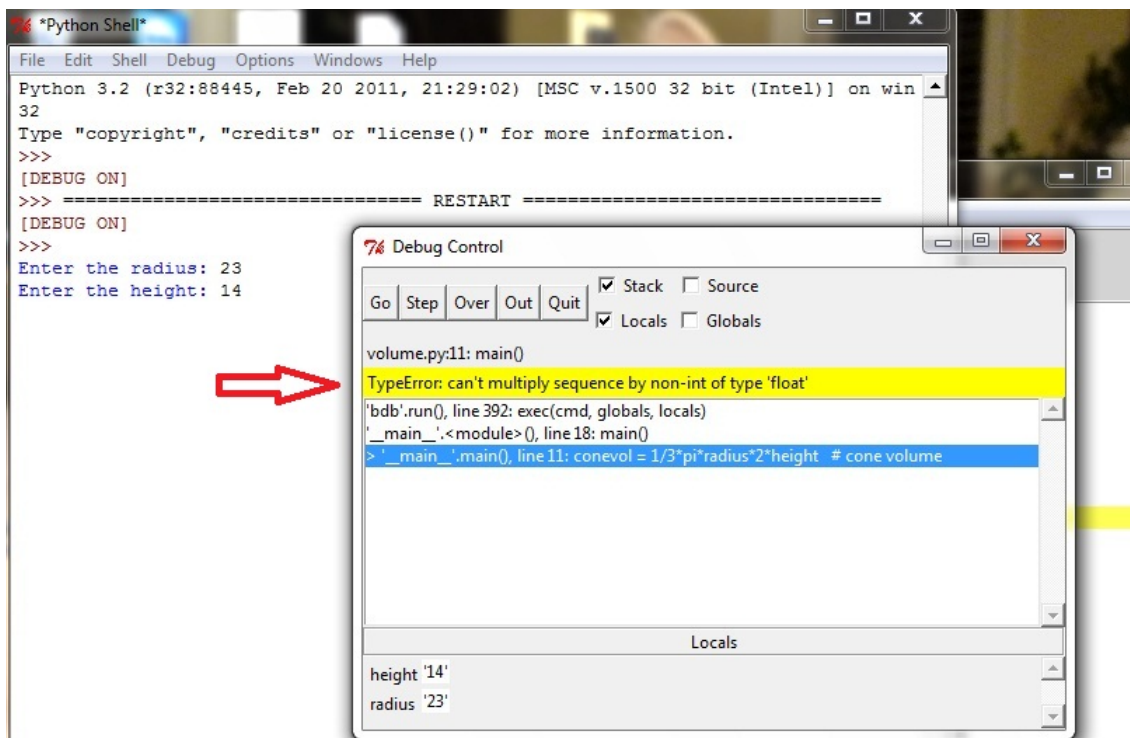 *Python Shell*
File Edit Shell Debug Options Windows Help
Python 3.2 (r32:88445, Feb 20 2011, 21:29:02) [MSC v.1500 32 bit (Intel)] on win
32
Type "copyright", "credits" or "license()" for more information.
>>>
[DEBUG ON]
>>> ================================ RESTART ================================
[DEBUG ON]
>>>
Enter the radius: 23
Enter the height: 14
Debug Control
Go Step Over Out Quit
Stack Source
Locals Globals
volume.py:11: main()
TypeError: can't multiply sequence by non-int of type 'float'
'bdb'.run(), line 392: exec(cmd, globals, locals)
'__main__'.<module>(), line 18: main()
> '__main__'.main(), line 11: conevol = 1/3*pi*radius*2*height # cone volume
Locals
height '14'
radius '23'